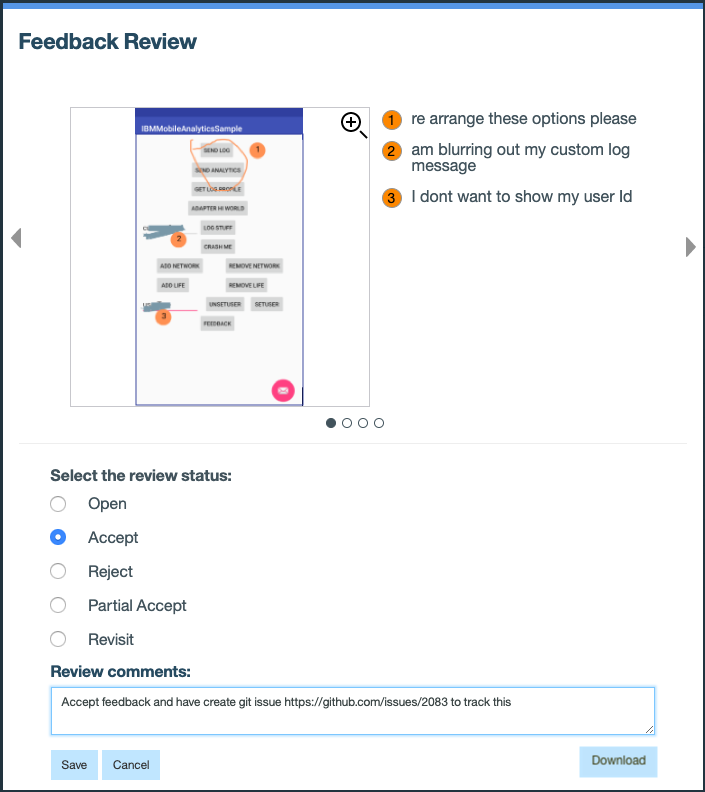 Feedback Review
IBMMobileAnalyticsSample
SEND LOG
1
SEND ANALYTICS
GET LOG PROFILE
ADAPTER HI WORLD
LOG STUFF
2
CRASH ME
ADD NETWORK REMOVE NETWORK
ADD LIFE REMOVE LIFE
UNSETUSER SETUSER
3
FEEDBACK
1 re arrange these options please
2 am blurring out my custom log
message
3 I dont want to show my user Id
Select the review status:
Open
Accept
Reject
Partial Accept
Revisit
Review comments:
Accept feedback and have create git issue https://github.com/issues/2083 to track this
Save Cancel Download